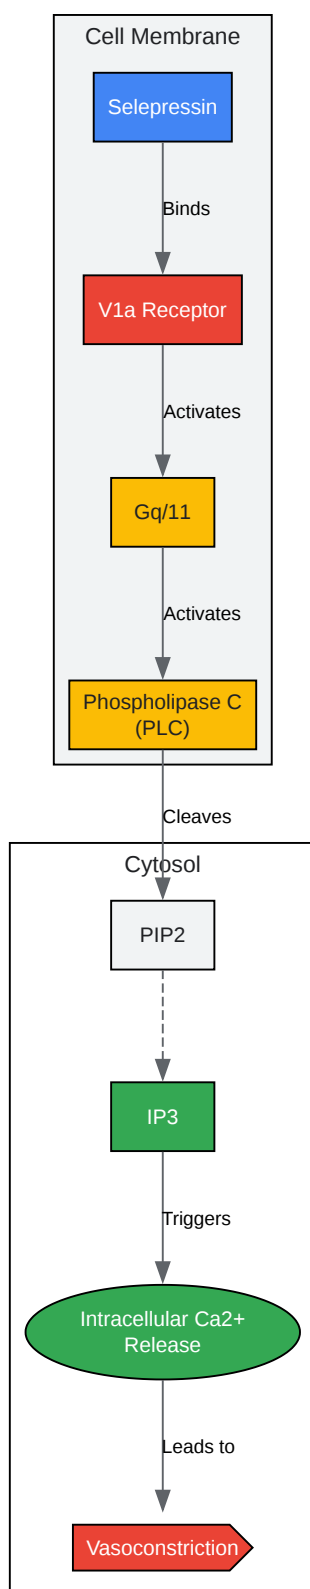 Cell Membrane
Selepressin
Binds
V1a Receptor
Activates
Gq/11
Activates
Phospholipase C
(PLC)
Cleaves
Cytosol
PIP2
IP3
Triggers
Intracellular Ca2+
Release
Leads to
Vasoconstriction